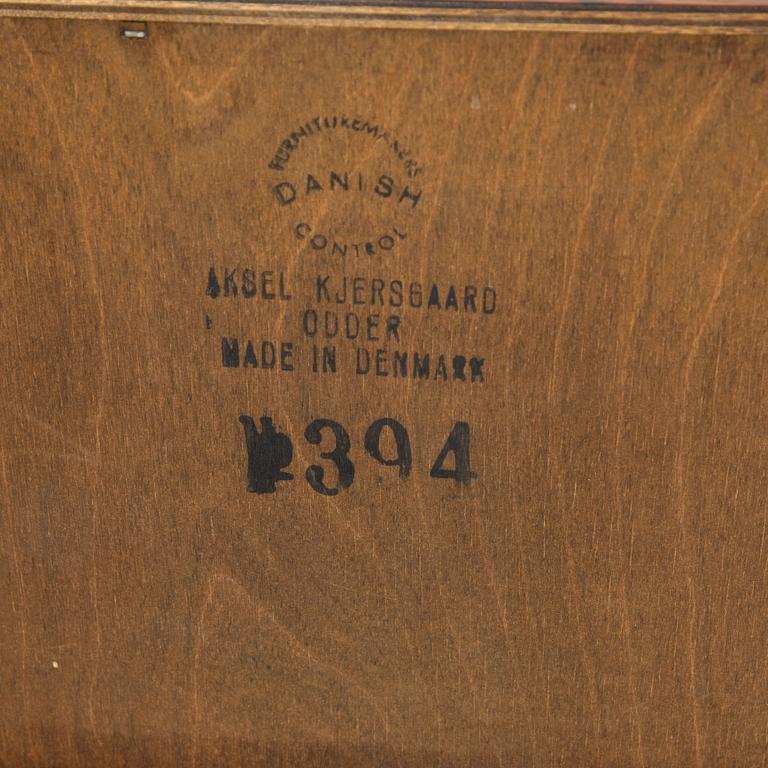 FURNITUREMAKERS
DANISH
CONTROL
AKSEL KJERSGAARD
ODDER
MADE IN DENMARK
394